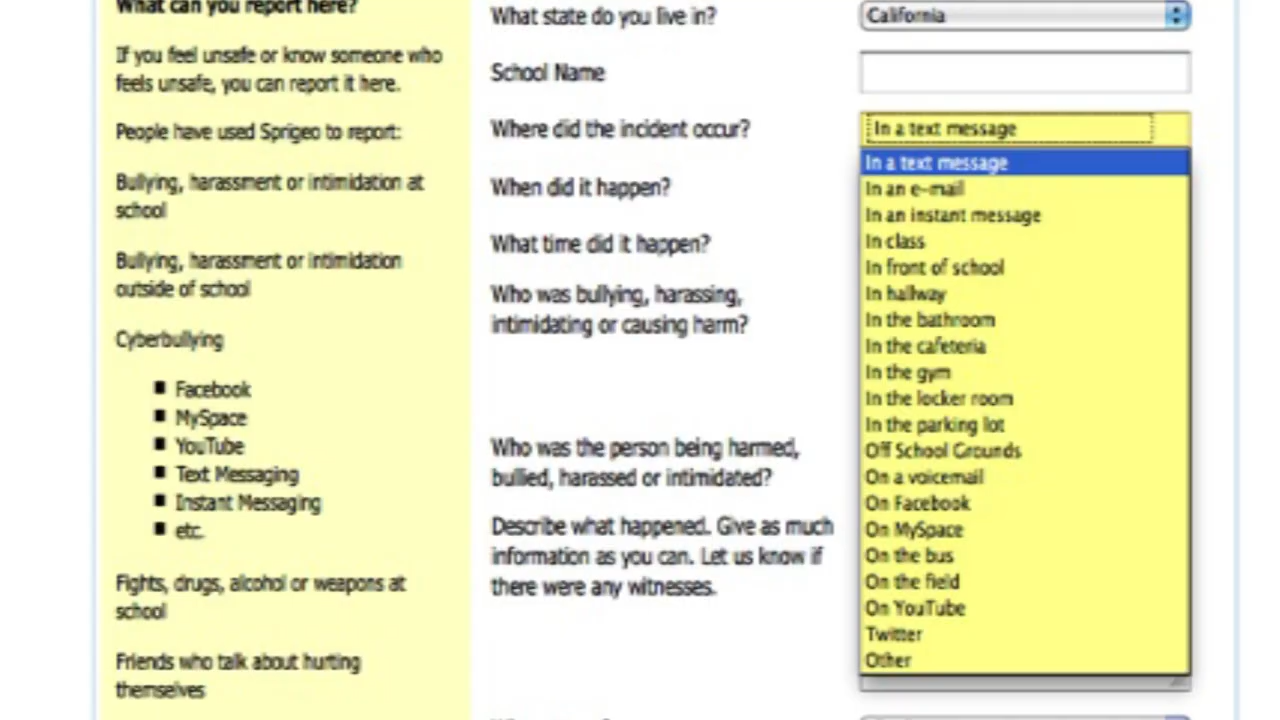 What can you report here?
If you feel unsafe or know someone who
feels unsafe, you can report it here.
People have used Sprigeo to report:
Bullying, harassment or intimidation at
school
Bullying, harassment or intimidation
outside of school
Cyberbullying
Facebook
MySpace
YouTube
Text Messaging
Instant Messaging
etc.
Fights, drugs, alcohol or weapons at
school
Friends who talk about hurting
themselves
What state do you live in?
California
School Name
Where did the incident occur?
In a text message
When did it happen?
What time did it happen?
Who was bullying, harassing,
intimidating or causing harm?
Who was the person being harmed,
bullied, harassed or intimidated?
Describe what happened. Give as much
information as you can. Let us know if
there were any witnesses.
In a text message
In an e-mail
In an instant message
In class
In front of school
In hallway
In the bathroom
In the cafeteria
In the gym
In the locker room
In the parking lot
Off School Grounds
On a voicemail
On Facebook
On MySpace
On the bus
On the field
On YouTube
Twitter
Other